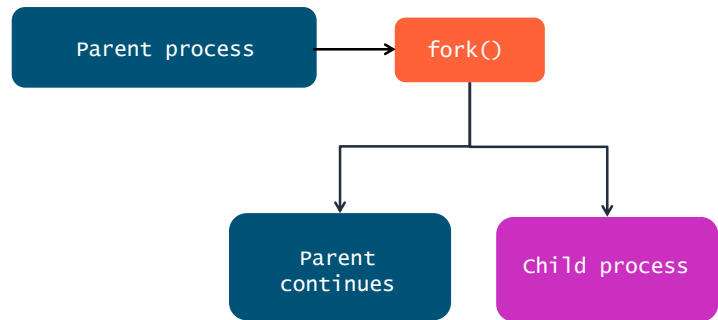 Parent process
fork()
Parent
continues
Child process